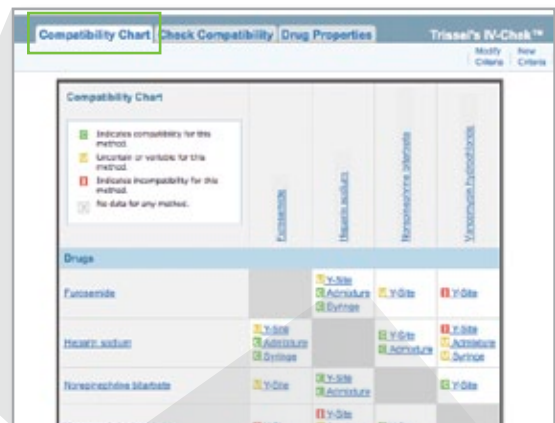 Compatibility Chart Check Compatibility Drug Properties Trissel's IV-Chek™
Modify Criteria New Criteria
Compatibility Chart
Indicates compatibility for this method.
Uncertain or variable for this method.
Indicates incompatibility for this method.
No data for any method.
Furosemide
Heparin sodium
Norepinephrine bitartrate
Vancomycin hydrochloride
Drugs
Furosemide
Y-Site
Admixture
Syringe
Y-Site
Y-Site
Heparin sodium
Y-Site
Admixture
Syringe
Y-Site
Admixture
Y-Site
Admixture
Syringe
Norepinephrine bitartrate
Y-Site
Y-Site
Admixture
Y-Site
Y-Site